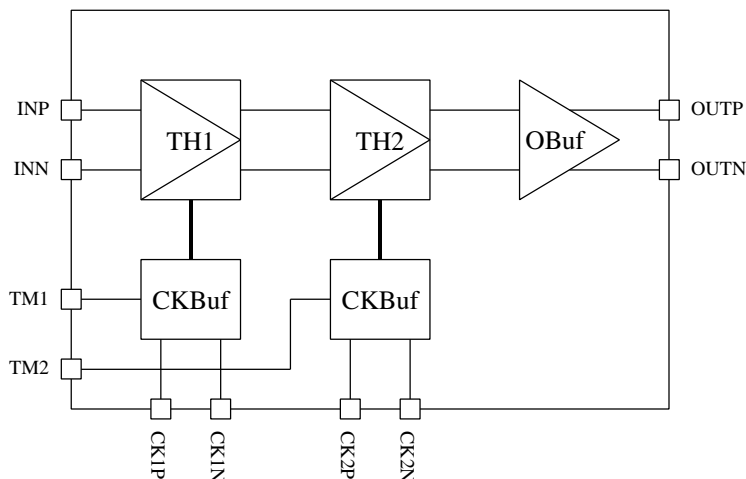 INP
TH1
TH2
OBuf
OUTP
INN
OUTN
TM1
CKBuf
CKBuf
TM2
CK1P
CK1N
CK2P
CK2N